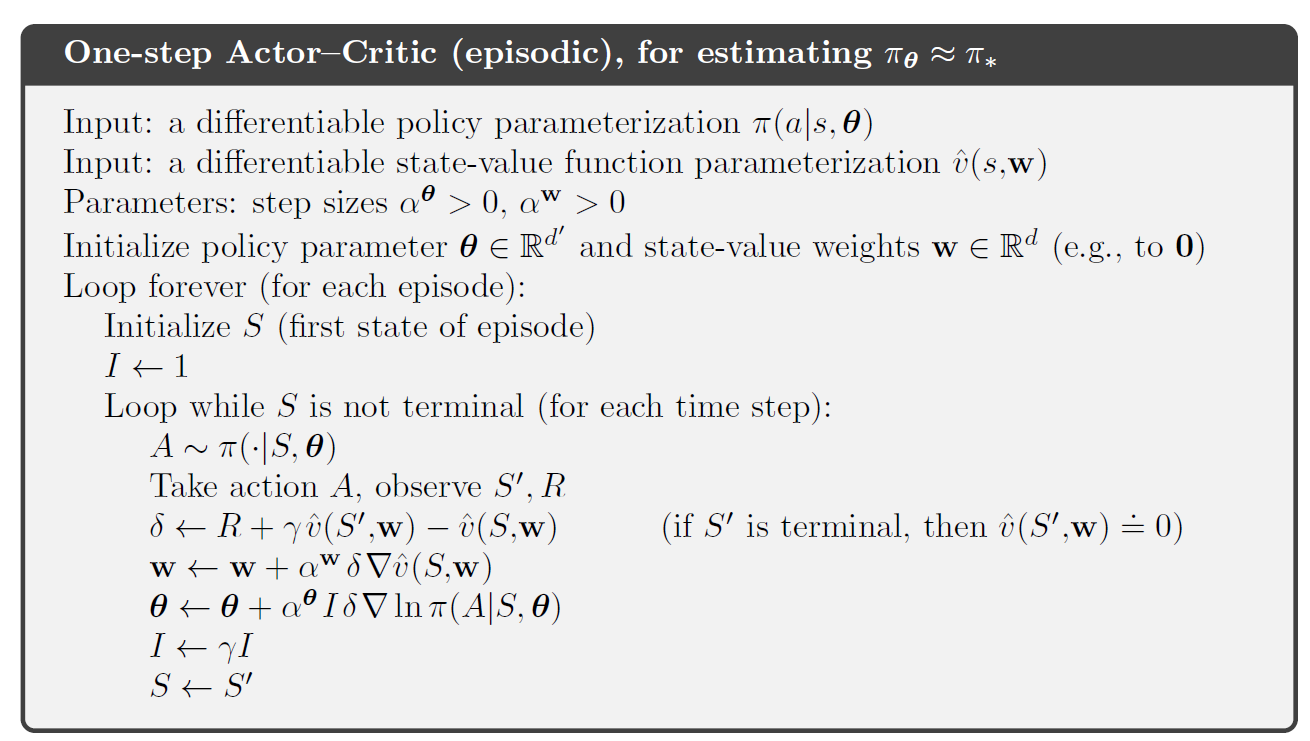 One-step Actor–Critic (episodic), for estimating π_𝜽 ≈ π_*
Input: a differentiable policy parameterization π(a|s, 𝜽)
Input: a differentiable state-value function parameterization v̂(s,𝐰)
Parameters: step sizes α^𝜽 > 0, α^𝐰 > 0
Initialize policy parameter 𝜽 ∈ ℝ^d′ and state-value weights 𝐰 ∈ ℝ^d (e.g., to 𝟎)
Loop forever (for each episode):
Initialize S (first state of episode)
I ← 1
Loop while S is not terminal (for each time step):
A ∼ π(·|S, 𝜽)
Take action A, observe S′, R
δ ← R + γ v̂(S′,𝐰) − v̂(S,𝐰) (if S′ is terminal, then v̂(S′,𝐰) ≐ 0)
𝐰 ← 𝐰 + α^𝐰 δ ∇v̂(S,𝐰)
𝜽 ← 𝜽 + α^𝜽 I δ ∇ ln π(A|S, 𝜽)
I ← γI
S ← S′